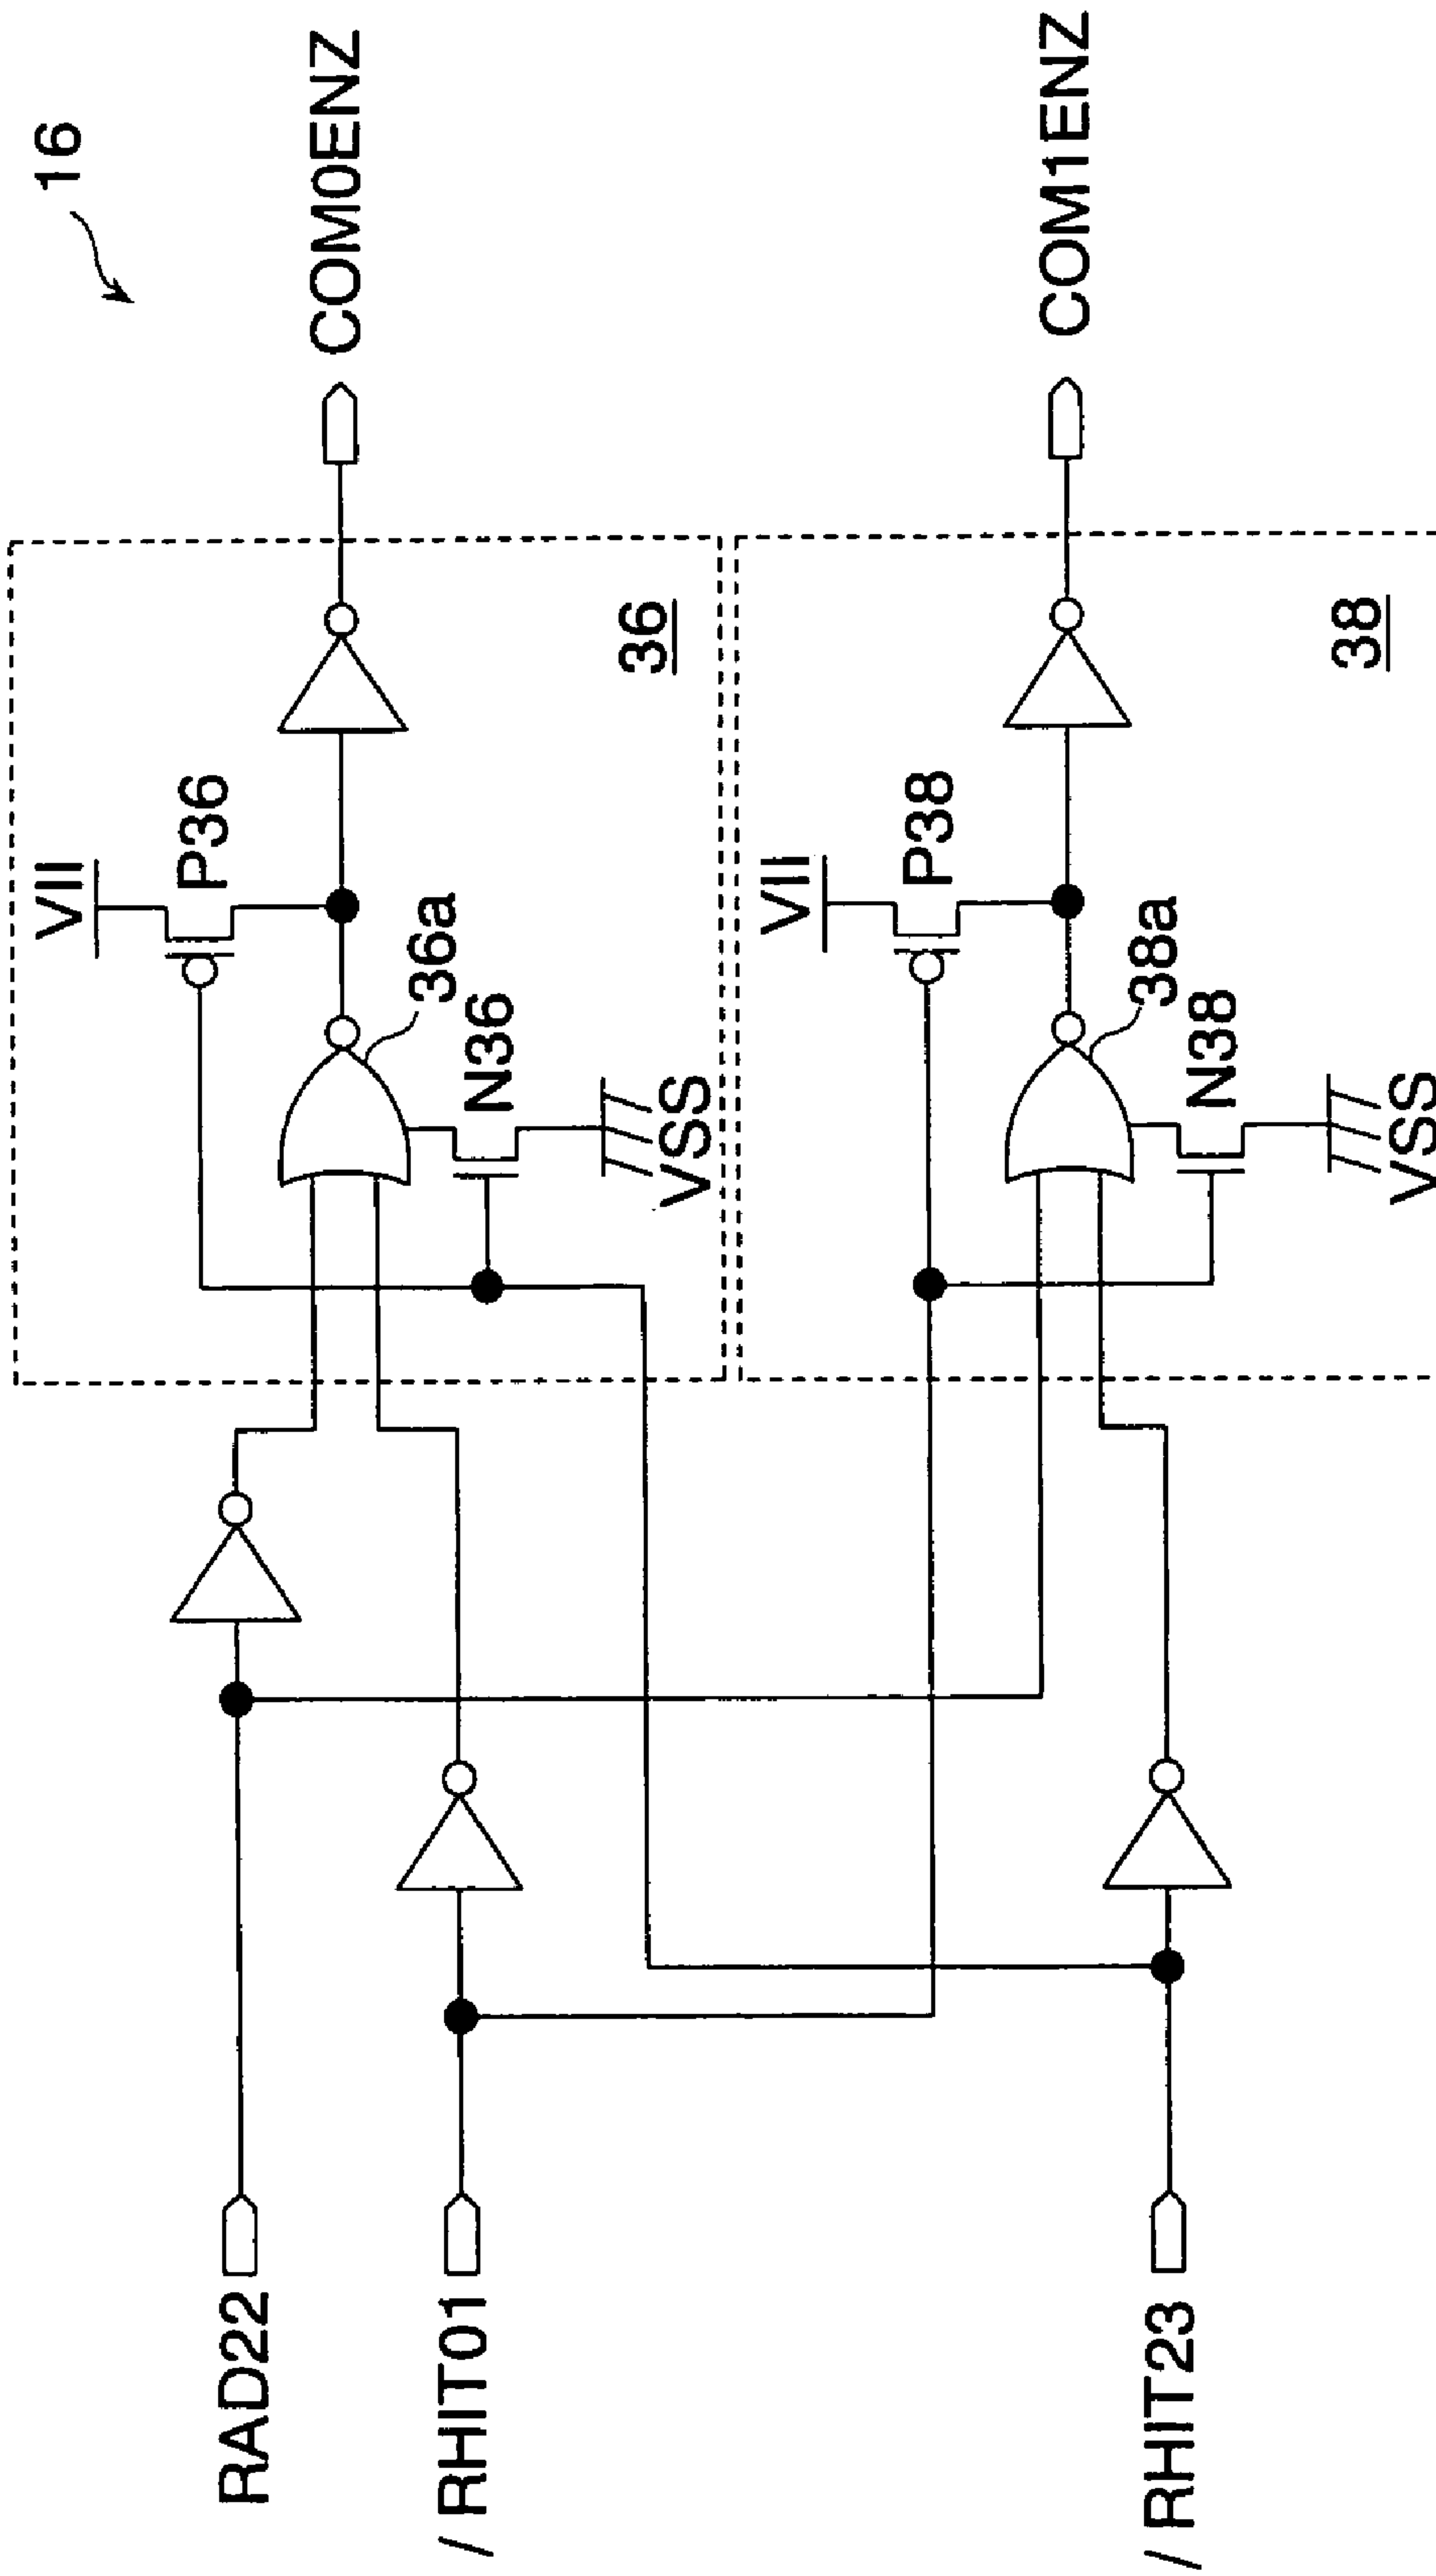 16
RAD22
/ RHIT01
/ RHIT23
VII
P36
36a
N36
VSS
36
COM0ENZ
VII
P38
38a
N38
VSS
38
COM1ENZ